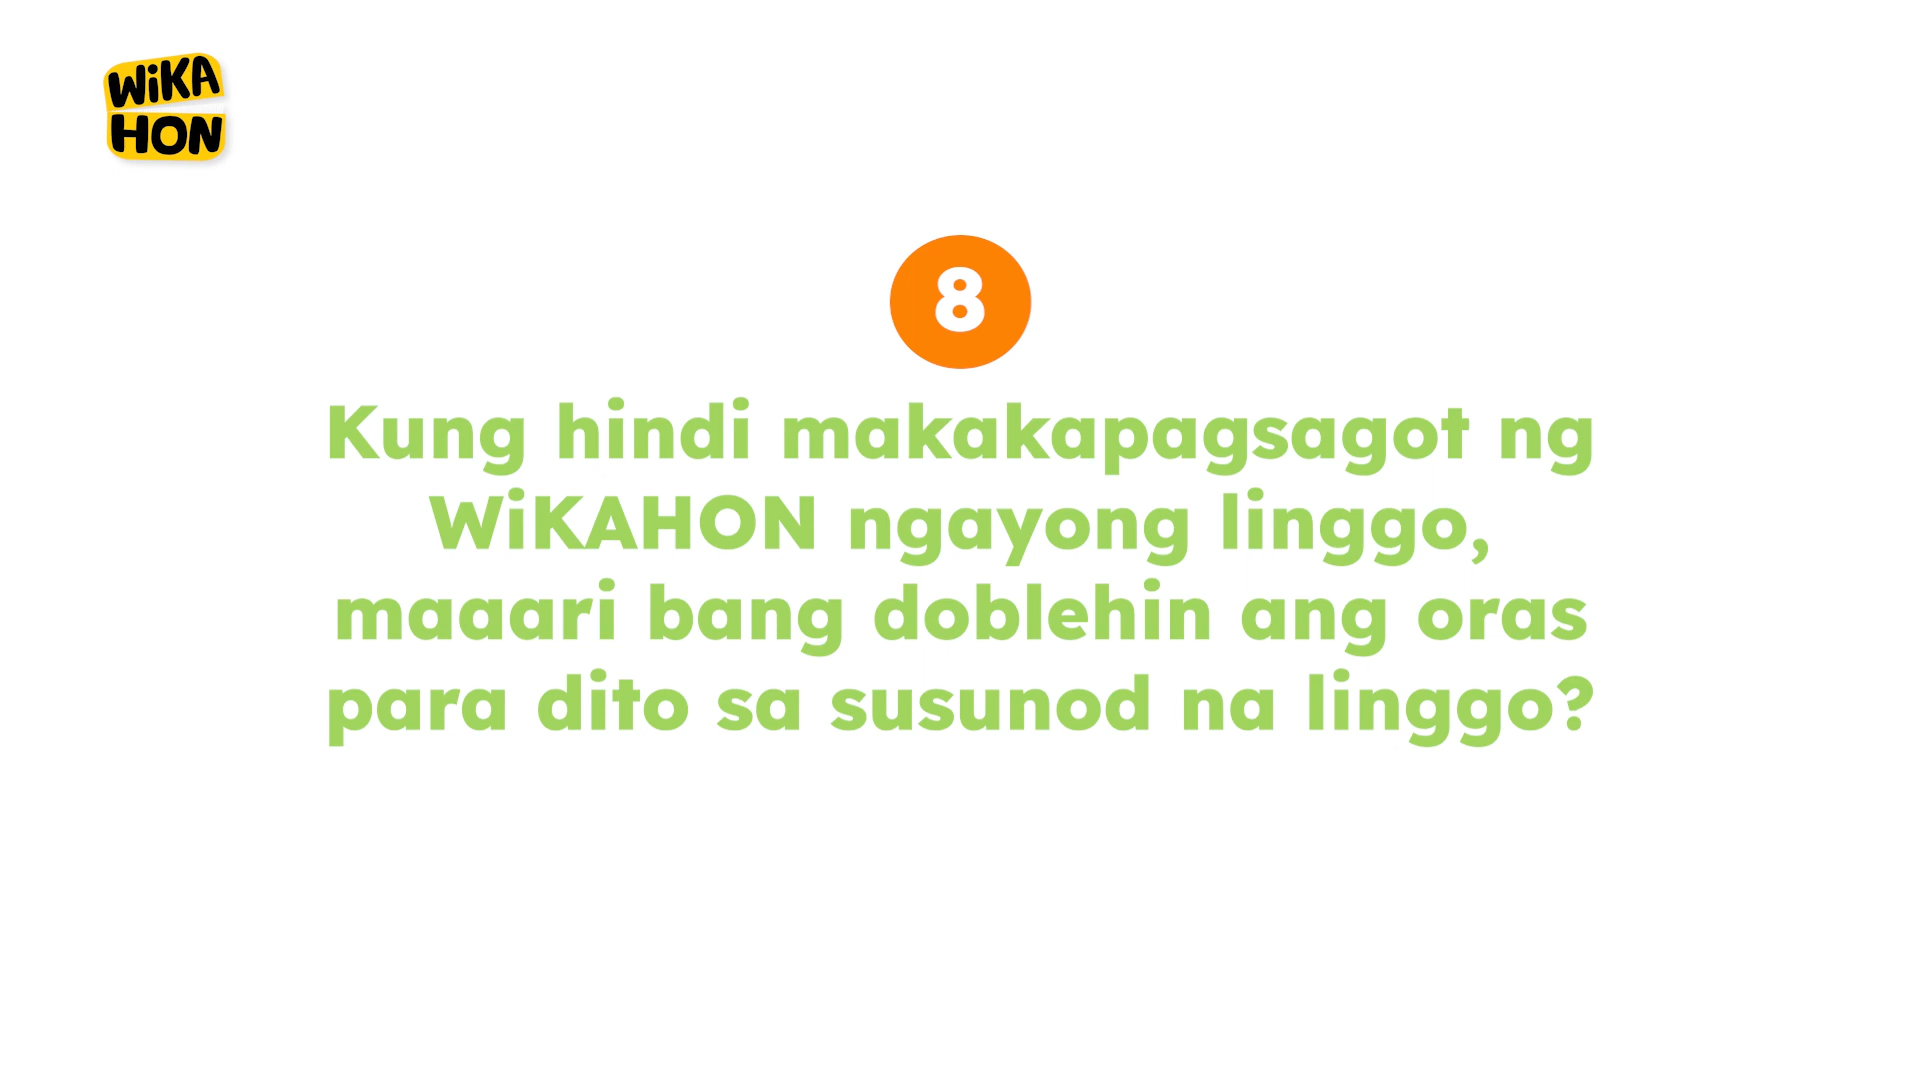 WiKA
HON
8
Kung hindi makakapagsagot ng
WiKAHON ngayong linggo,
maaari bang doblehin ang oras
para dito sa susunod na linggo?